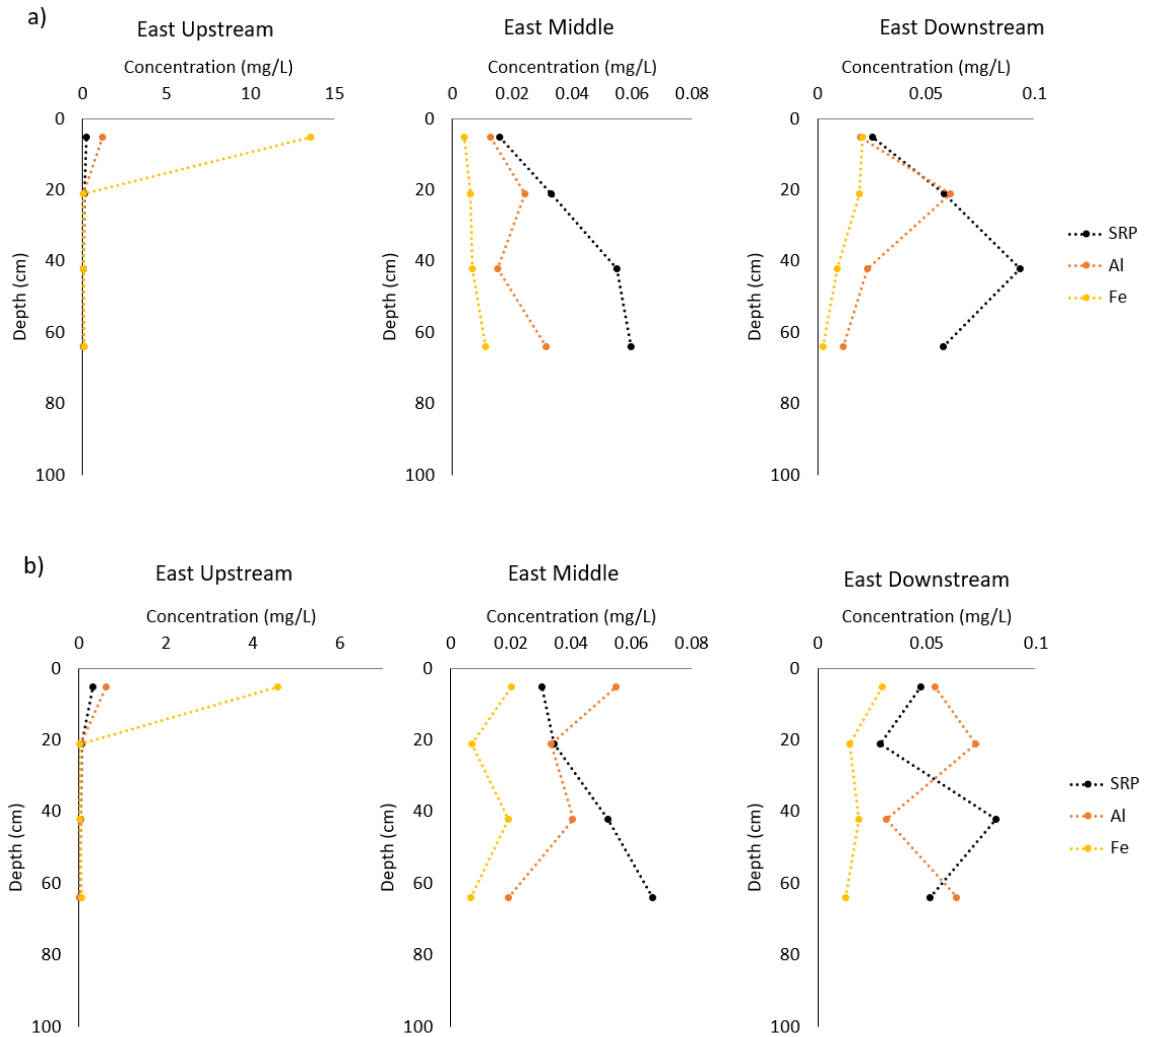 a)
East Upstream
East Middle
East Downstream
Concentration (mg/L)
Concentration (mg/L)
Concentration (mg/L)
0 5 10 15
0 0.02 0.04 0.06 0.08
0 0.05 0.1
0
20
40
60
80
100
Depth (cm)
0
20
40
60
80
100
Depth (cm)
0
20
40
60
80
100
Depth (cm)
SRP
Al
Fe
b)
East Upstream
East Middle
East Downstream
Concentration (mg/L)
Concentration (mg/L)
Concentration (mg/L)
0 2 4 6
0 0.02 0.04 0.06 0.08
0 0.05 0.1
0
20
40
60
80
100
Depth (cm)
0
20
40
60
80
100
Depth (cm)
0
20
40
60
80
100
Depth (cm)
SRP
Al
Fe